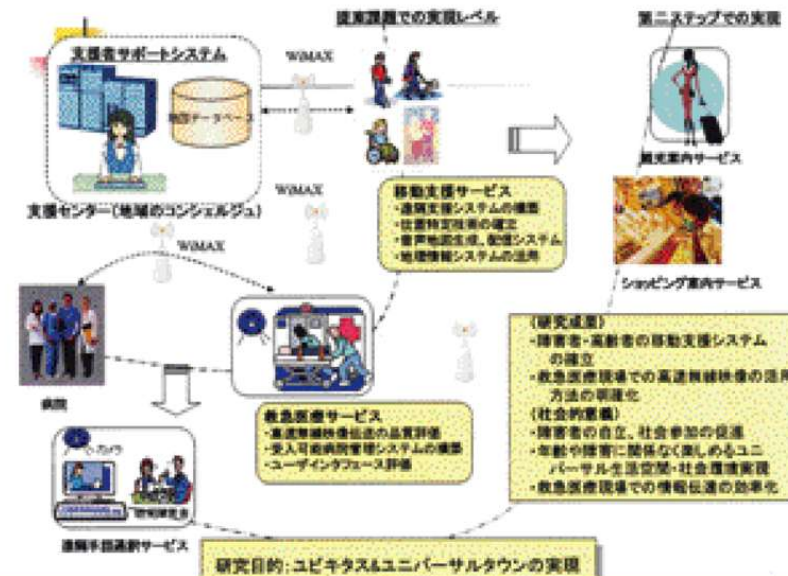 提案課題での実現レベル
第二ステップでの実現
支援者サポートシステム
WiMAX
地図データベース
観光案内サービス
移動支援サービス
・遠隔支援システムの構築
・位置特定技術の確立
・音声地図生成、配信システム
・地理情報システムの活用
支援センター(地域のコンシェルジュ)
WiMAX
WiMAX
ショッピング案内サービス
病院
救急医療サービス
・高速無線映像伝送の品質評価
・受入可能病院管理システムの構築
・ユーザインタフェース評価
(研究成果)
・障害者・高齢者の移動支援システム
の確立
・救急医療現場での高速無線映像の活用
方法の明確化
(社会的意義)
・障害者の自立、社会参加の促進
・年齢や障害に関係なく楽しめるユニ
バーサル生活空間・社会環境実現
・救急医療現場での情報伝達の効率化
カメラ
遠隔手話通訳サービス
研究目的:ユビキタス&ユニバーサルタウンの実現